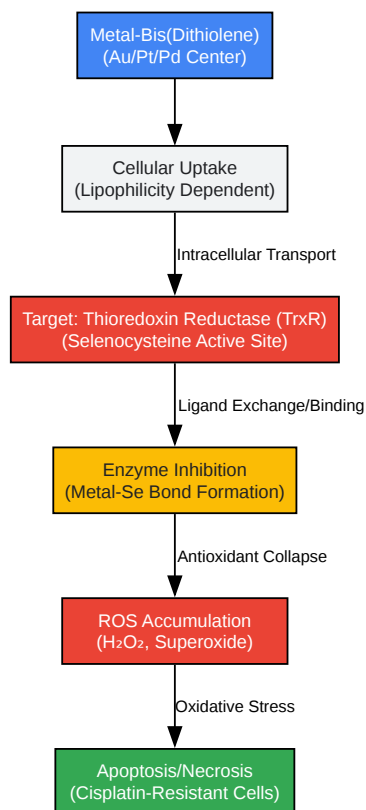 Metal-Bis(Dithiolene)
(Au/Pt/Pd Center)
Cellular Uptake
(Lipophilicity Dependent)
Intracellular Transport
Target: Thioredoxin Reductase (TrxR)
(Selenocysteine Active Site)
Ligand Exchange/Binding
Enzyme Inhibition
(Metal-Se Bond Formation)
Antioxidant Collapse
ROS Accumulation
(H₂O₂, Superoxide)
Oxidative Stress
Apoptosis/Necrosis
(Cisplatin-Resistant Cells)